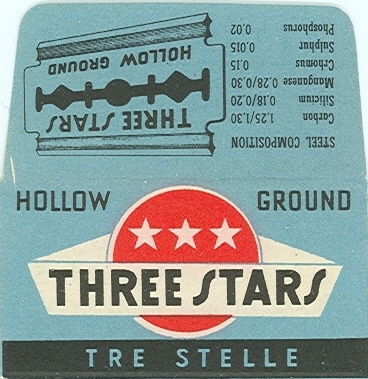 STEEL COMPOSITION
Carbon 1.25/1.30
Silicium 0.18/0.20
Manganese 0.28/0.30
Crhomus 0.15
Sulphur 0.015
Phosphorus 0.02
THREE STARS
HOLLOW GROUND
HOLLOW GROUND
THREE STARS
TRE STELLE